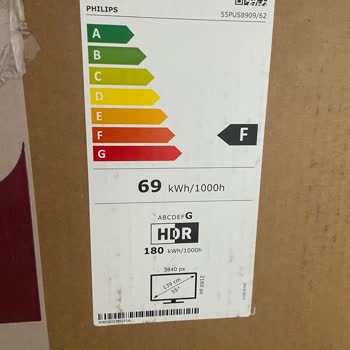 PHILIPS
55PUS8909/62
A
B
C
D
E
F
G
F
69 kWh/1000h
ABCDEFG
HDR
180 kWh/1000h
3840 px
139 cm
55"
2160 px